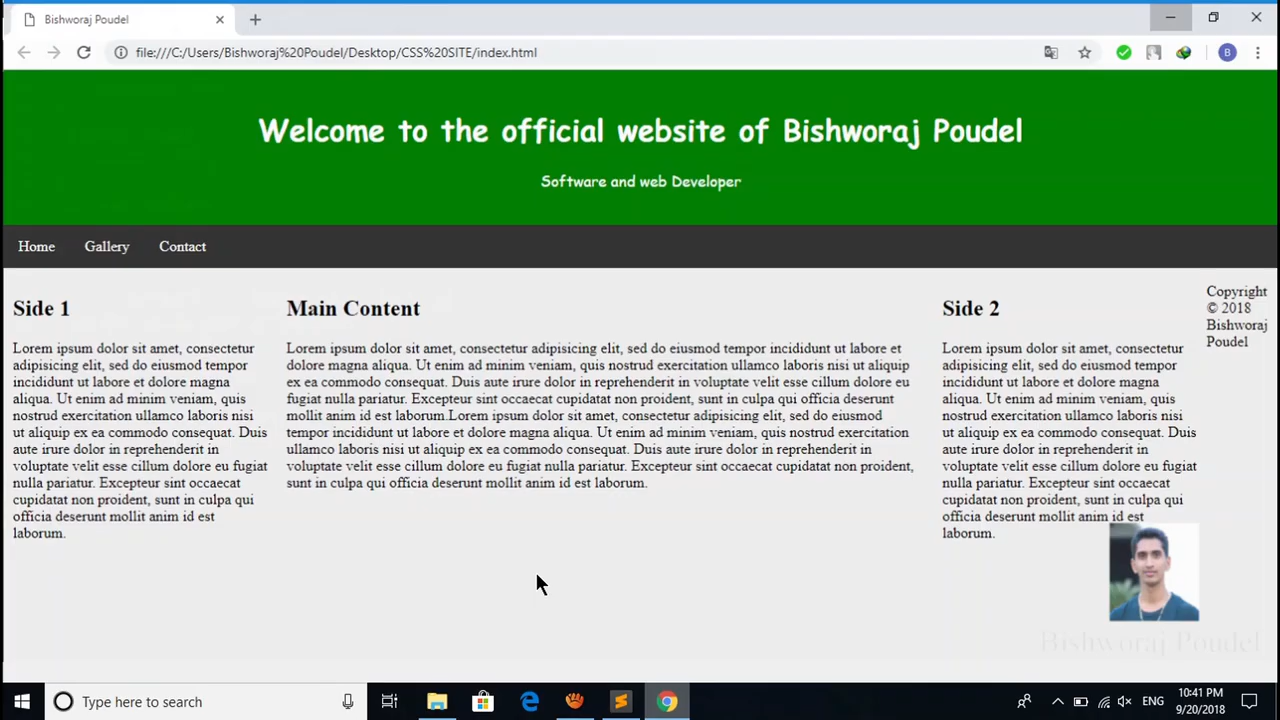 Bishworaj Poudel
file:///C:/Users/Bishworaj%20Poudel/Desktop/CSS%20SITE/index.html
B
Welcome to the official website of Bishworaj Poudel
Software and web Developer
Home Gallery Contact
Side 1
Lorem ipsum dolor sit amet, consectetur
adipisicing elit, sed do eiusmod tempor
incididunt ut labore et dolore magna
aliqua. Ut enim ad minim veniam, quis
nostrud exercitation ullamco laboris nisi
ut aliquip ex ea commodo consequat. Duis
aute irure dolor in reprehenderit in
voluptate velit esse cillum dolore eu fugiat
nulla pariatur. Excepteur sint occaecat
cupidatat non proident, sunt in culpa qui
officia deserunt mollit anim id est
laborum.
Main Content
Lorem ipsum dolor sit amet, consectetur adipisicing elit, sed do eiusmod tempor incididunt ut labore et
dolore magna aliqua. Ut enim ad minim veniam, quis nostrud exercitation ullamco laboris nisi ut aliquip
ex ea commodo consequat. Duis aute irure dolor in reprehenderit in voluptate velit esse cillum dolore eu
fugiat nulla pariatur. Excepteur sint occaecat cupidatat non proident, sunt in culpa qui officia deserunt
mollit anim id est laborum.Lorem ipsum dolor sit amet, consectetur adipisicing elit, sed do eiusmod
tempor incididunt ut labore et dolore magna aliqua. Ut enim ad minim veniam, quis nostrud exercitation
ullamco laboris nisi ut aliquip ex ea commodo consequat. Duis aute irure dolor in reprehenderit in
voluptate velit esse cillum dolore eu fugiat nulla pariatur. Excepteur sint occaecat cupidatat non proident,
sunt in culpa qui officia deserunt mollit anim id est laborum.
Side 2
Lorem ipsum dolor sit amet, consectetur
adipisicing elit, sed do eiusmod tempor
incididunt ut labore et dolore magna
aliqua. Ut enim ad minim veniam, quis
nostrud exercitation ullamco laboris nisi
ut aliquip ex ea commodo consequat. Duis
aute irure dolor in reprehenderit in
voluptate velit esse cillum dolore eu fugiat
nulla pariatur. Excepteur sint occaecat
cupidatat non proident, sunt in culpa qui
officia deserunt mollit anim id est
laborum.
Copyright
© 2018
Bishworaj
Poudel
Bishworaj Poudel
Type here to search
ENG
10:41 PM
9/20/2018